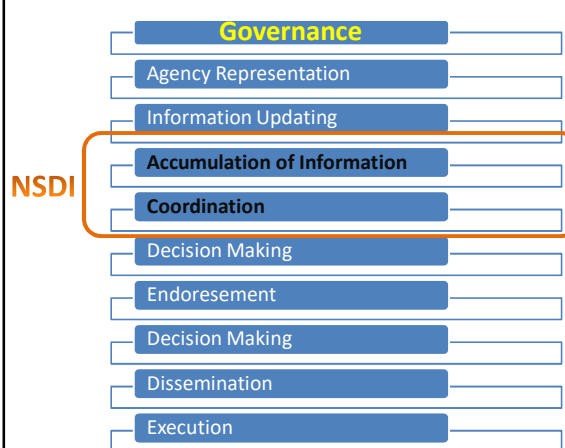 Governance
Agency Representation
Information Updating
Accumulation of Information
NSDI
Coordination
Decision Making
Endoresement
Decision Making
Dissemination
Execution